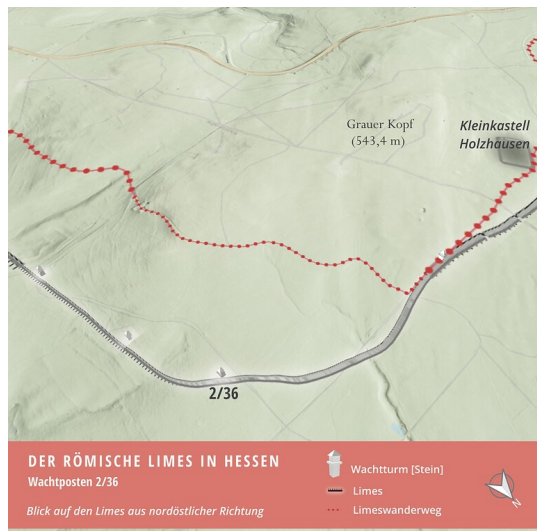 Grauer Kopf
(543,4 m)
Kleinkastell
Holzhausen
2/36
DER RÖMISCHE LIMES IN HESSEN
Wachtposten 2/36
Blick auf den Limes aus nordöstlicher Richtung
Wachtturm [Stein]
Limes
Limeswanderweg
N